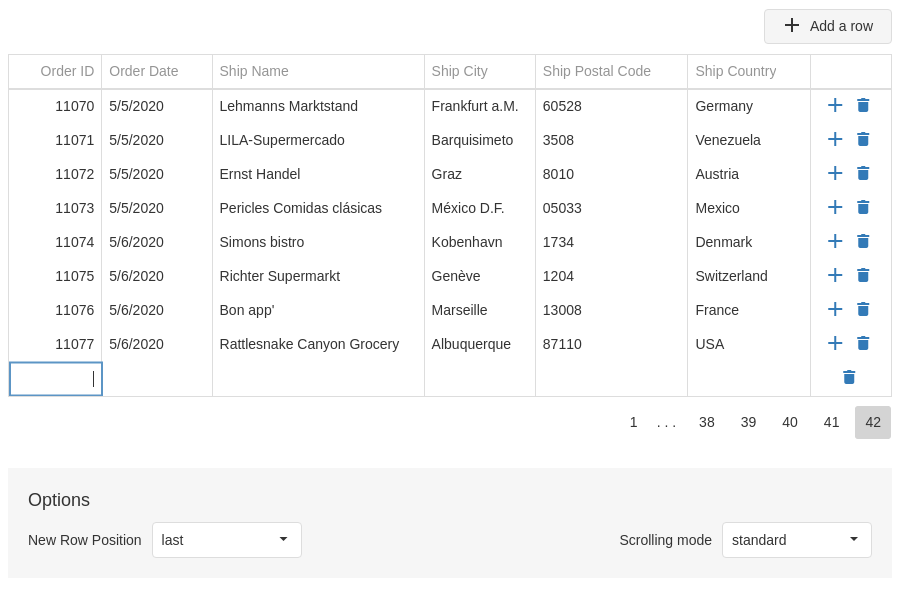 Add a row
Order ID Order Date Ship Name Ship City Ship Postal Code Ship Country
11070 5/5/2020 Lehmanns Marktstand Frankfurt a.M. 60528 Germany
11071 5/5/2020 LILA-Supermercado Barquisimeto 3508 Venezuela
11072 5/5/2020 Ernst Handel Graz 8010 Austria
11073 5/5/2020 Pericles Comidas clásicas México D.F. 05033 Mexico
11074 5/6/2020 Simons bistro Kobenhavn 1734 Denmark
11075 5/6/2020 Richter Supermarkt Genève 1204 Switzerland
11076 5/6/2020 Bon app' Marseille 13008 France
11077 5/6/2020 Rattlesnake Canyon Grocery Albuquerque 87110 USA
1 . . . 38 39 40 41 42
Options
New Row Position last Scrolling mode standard